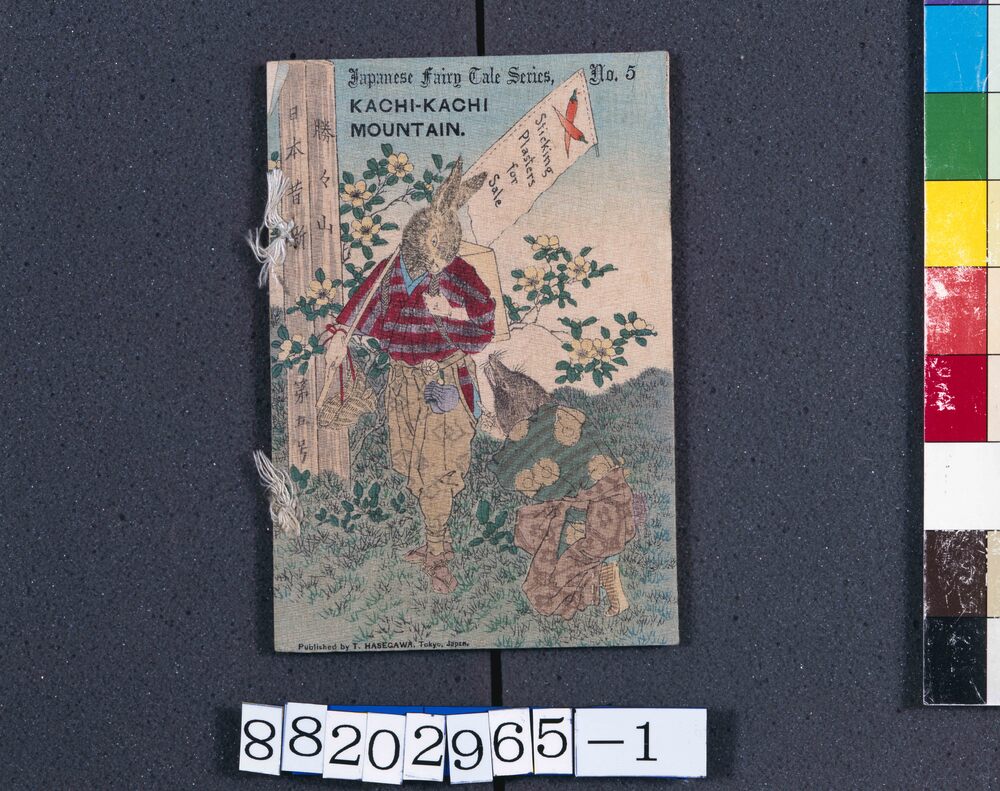 Japanese Fairy Tale Series, No. 5
KACHI-KACHI
MOUNTAIN.
Sticking
Plasters
for
Sale
日本昔噺
勝々山
第五号
Published by T. HASEGAWA, Tokyo, Japan.
88202965-1